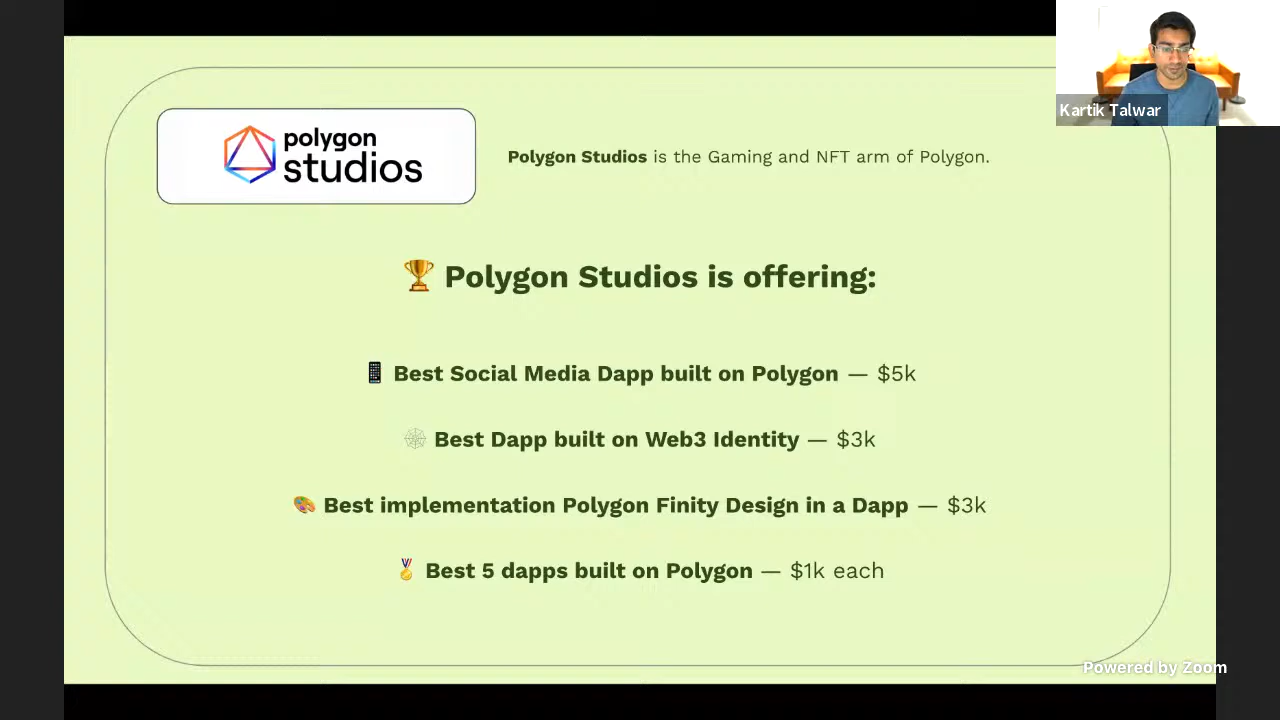 polygon
studios
Polygon Studios is the Gaming and NFT arm of Polygon.
Kartik Talwar
🏆 Polygon Studios is offering:
📱 Best Social Media Dapp built on Polygon — $5k
🕸 Best Dapp built on Web3 Identity — $3k
🎨 Best implementation Polygon Finity Design in a Dapp — $3k
🏅 Best 5 dapps built on Polygon — $1k each
Powered by Zoom